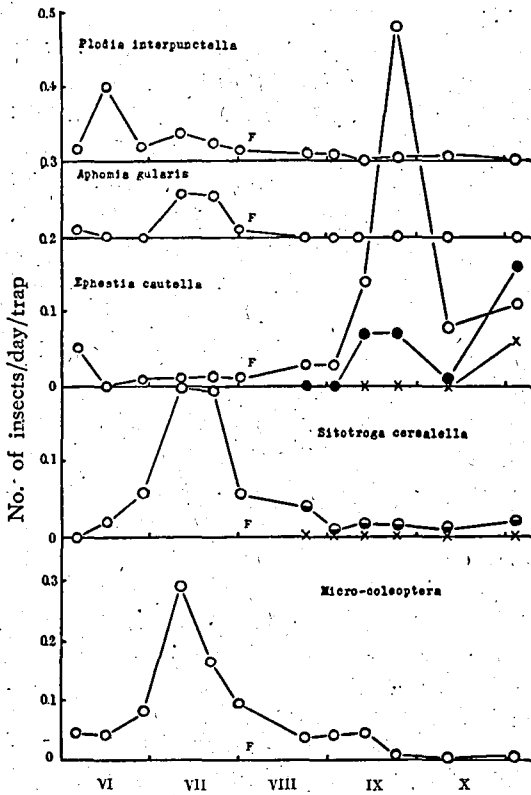 No. of insects/day/trap
0.5
Plodia interpunctella
0.4
F
0.3
Aphomia gularis
F
0.2
Ephestia cautella
0.1
F
0
Sitotroga cerealella
0.1
F
0
0.3
Micro-coleoptera
0.2
0.1
F
0
VI VII VIII IX X